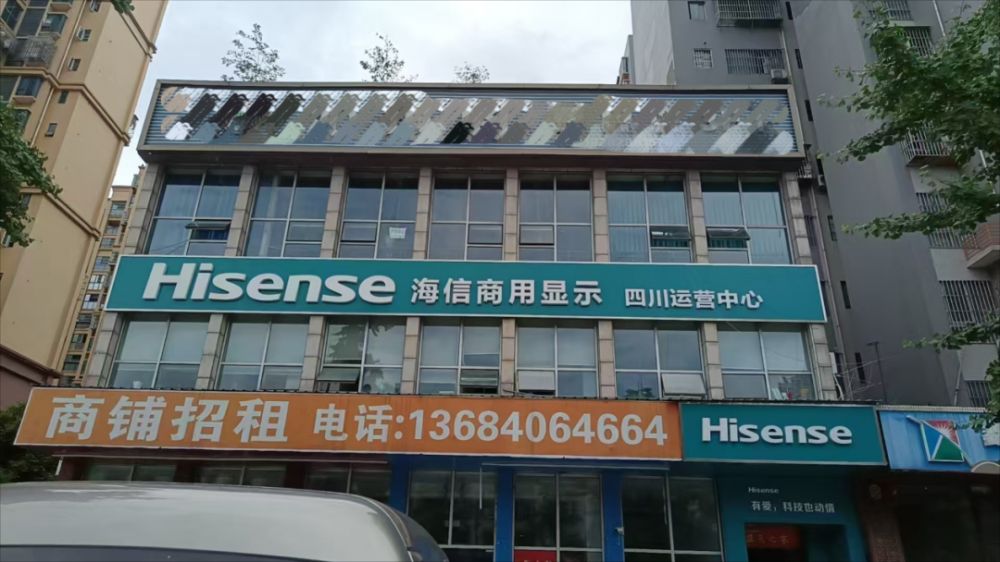 Hisense 海信商用显示 四川运营中心
商铺招租 电话:13684064664
Hisense
Hisense
有爱，科技也动情